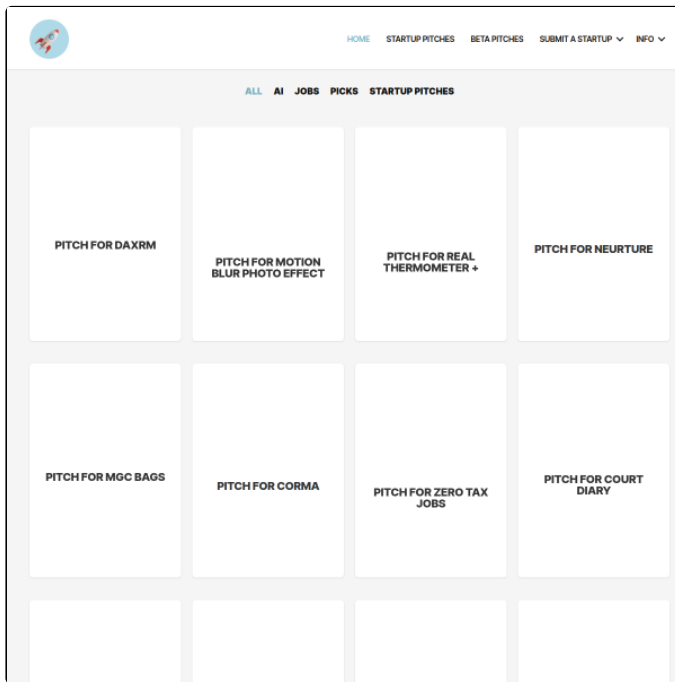 HOME STARTUP PITCHES BETA PITCHES SUBMIT A STARTUP INFO
ALL AI JOBS PICKS STARTUP PITCHES
PITCH FOR DAXRM
PITCH FOR MOTION
BLUR PHOTO EFFECT
PITCH FOR REAL
THERMOMETER +
PITCH FOR NEURTURE
PITCH FOR MGC BAGS
PITCH FOR CORMA
PITCH FOR ZERO TAX
JOBS
PITCH FOR COURT
DIARY